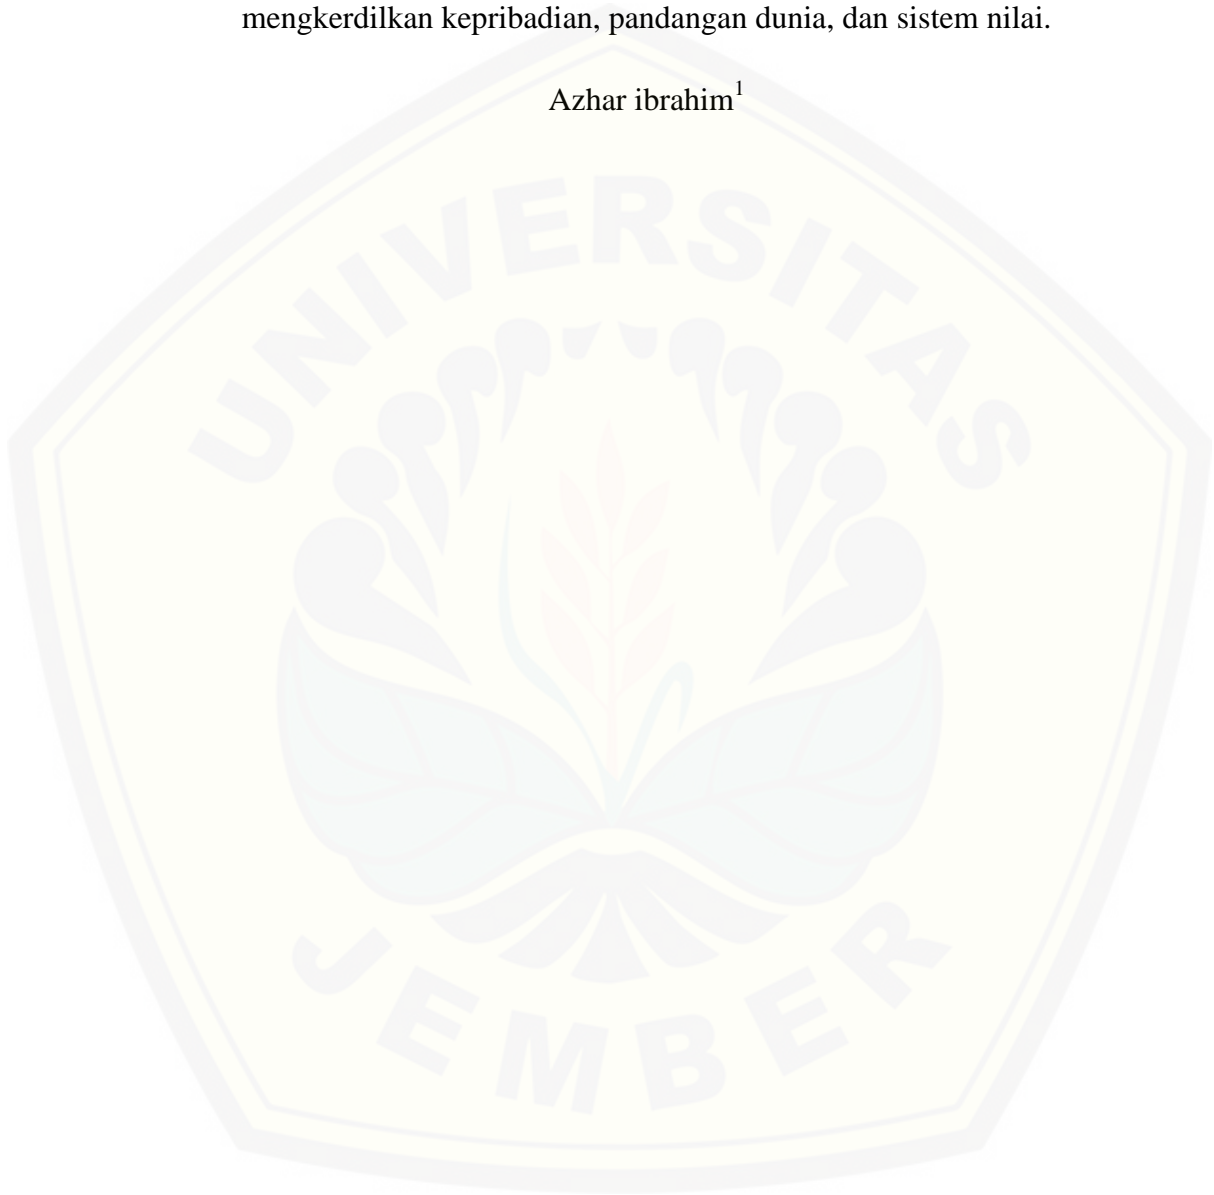 mengkerdilkan kepribadian, pandangan dunia, dan sistem nilai.
Azhar ibrahim1
UNIVERSITAS
JEMBER